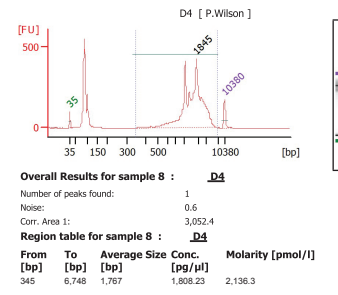 D4 [ P.Wilson ]
[FU]
1845
500
10380
35
0
35 150 300 500 10380 [bp]
Overall Results for sample 8 : D4
Number of peaks found: 1
Noise: 0.6
Corr. Area 1: 3,052.4
Region table for sample 8 : D4
From To Average Size Conc. Molarity [pmol/l]
[bp] [bp] [bp] [pg/µl]
345 6,748 1,767 1,808.23 2,136.3